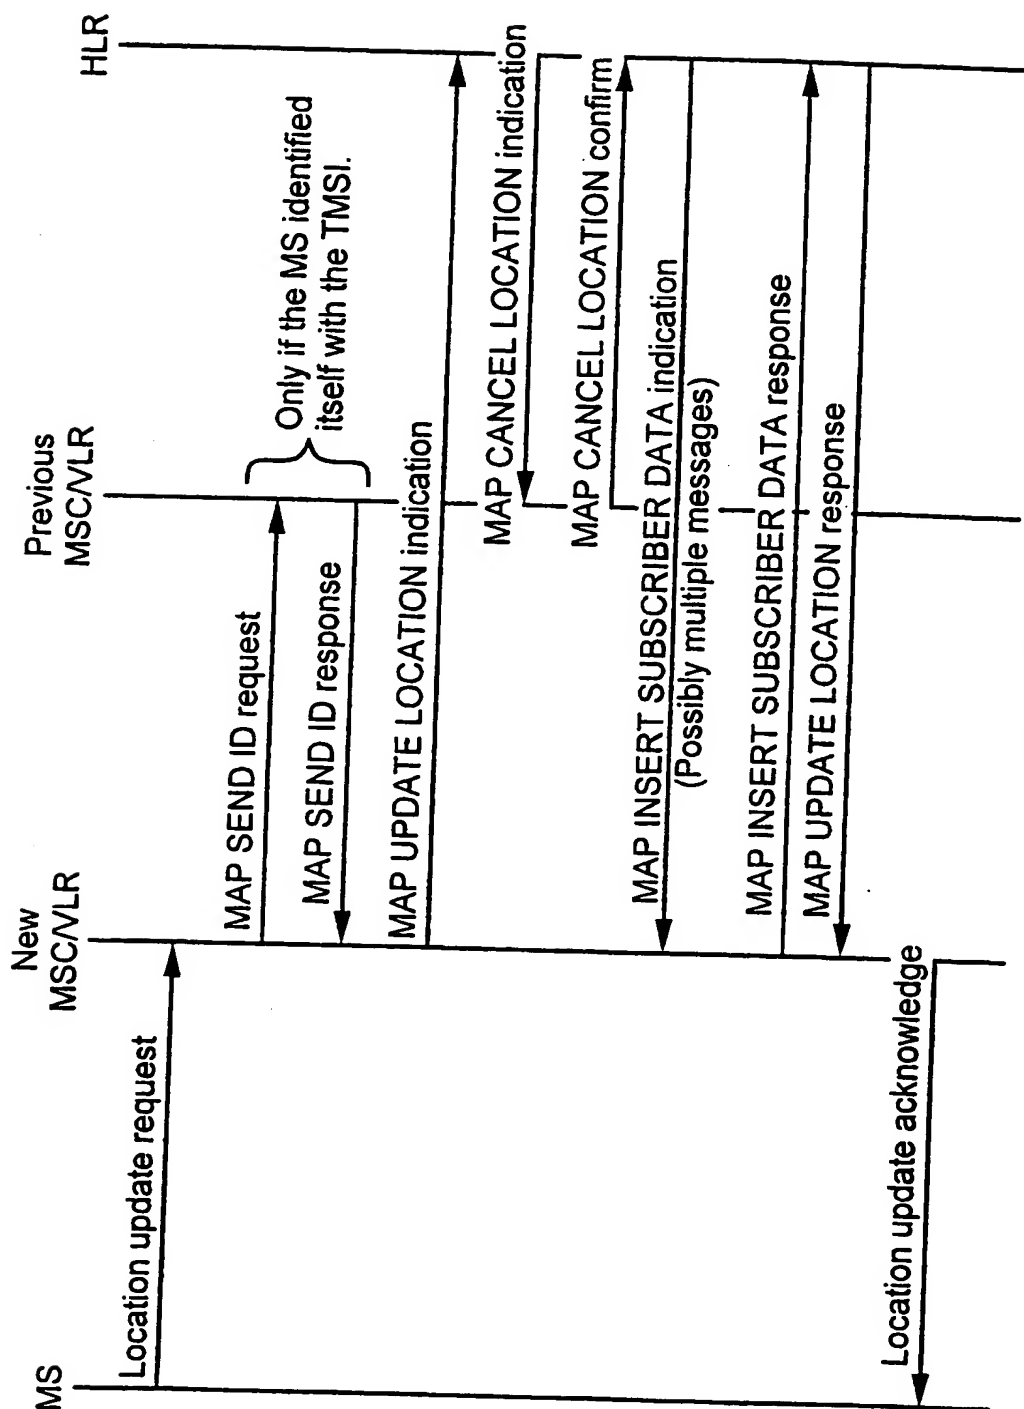 MS
New
MSC/VLR
Previous
MSC/VLR
HLR
Location update request
MAP SEND ID request
Only if the MS identified
itself with the TMSI.
MAP SEND ID response
MAP UPDATE LOCATION indication
MAP CANCEL LOCATION indication
MAP CANCEL LOCATION confirm
MAP INSERT SUBSCRIBER DATA indication
(Possibly multiple messages)
MAP INSERT SUBSCRIBER DATA response
MAP UPDATE LOCATION response
Location update acknowledge